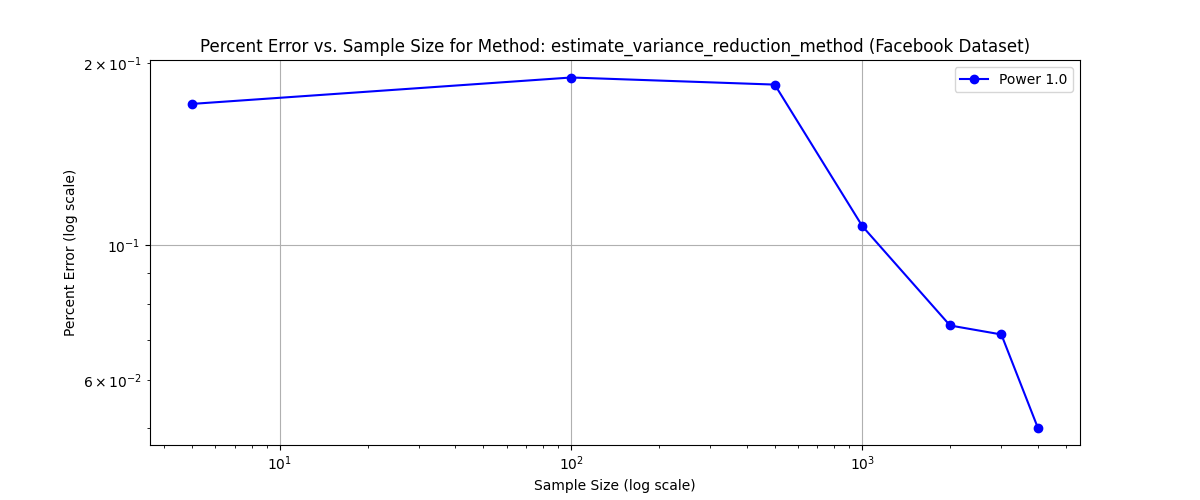 Percent Error vs. Sample Size for Method: estimate_variance_reduction_method (Facebook Dataset)
2 × 10⁻¹
10⁻¹
6 × 10⁻²
Percent Error (log scale)
Power 1.0
10¹
10²
10³
Sample Size (log scale)